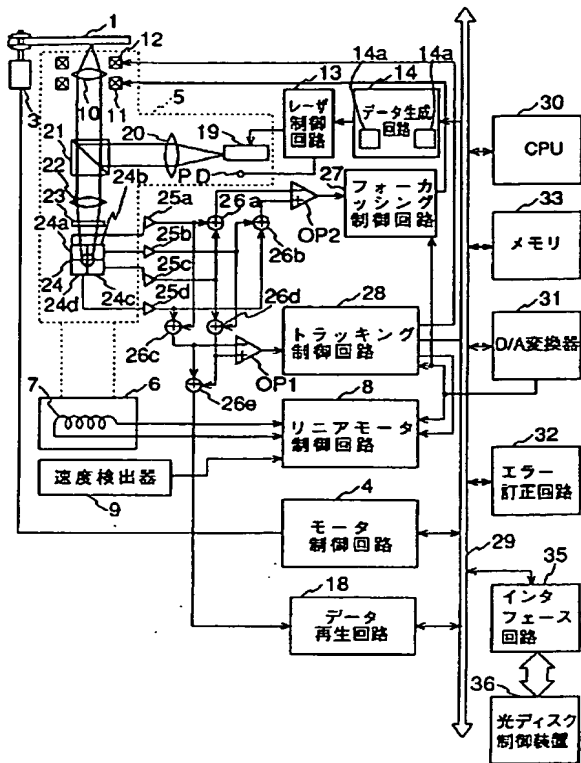 1
12
3
10
11
5
13
レーザ
制御回路
14
14a
14a
データ生成
回路
30
CPU
21
20
19
PD
22
24b
23
24a
25a
26a
OP2
27
フォーカ
ッシング
制御回路
33
メモリ
25b
25c
26b
24
24d
24c
25d
26d
28
トラッキング
制御回路
31
D/A変換器
26c
OP1
7
6
26e
8
リニアモータ
制御回路
速度検出器
9
32
エラー
訂正回路
4
モータ
制御回路
29
35
インタ
フェース
回路
18
データ
再生回路
36
光ディスク
制御装置